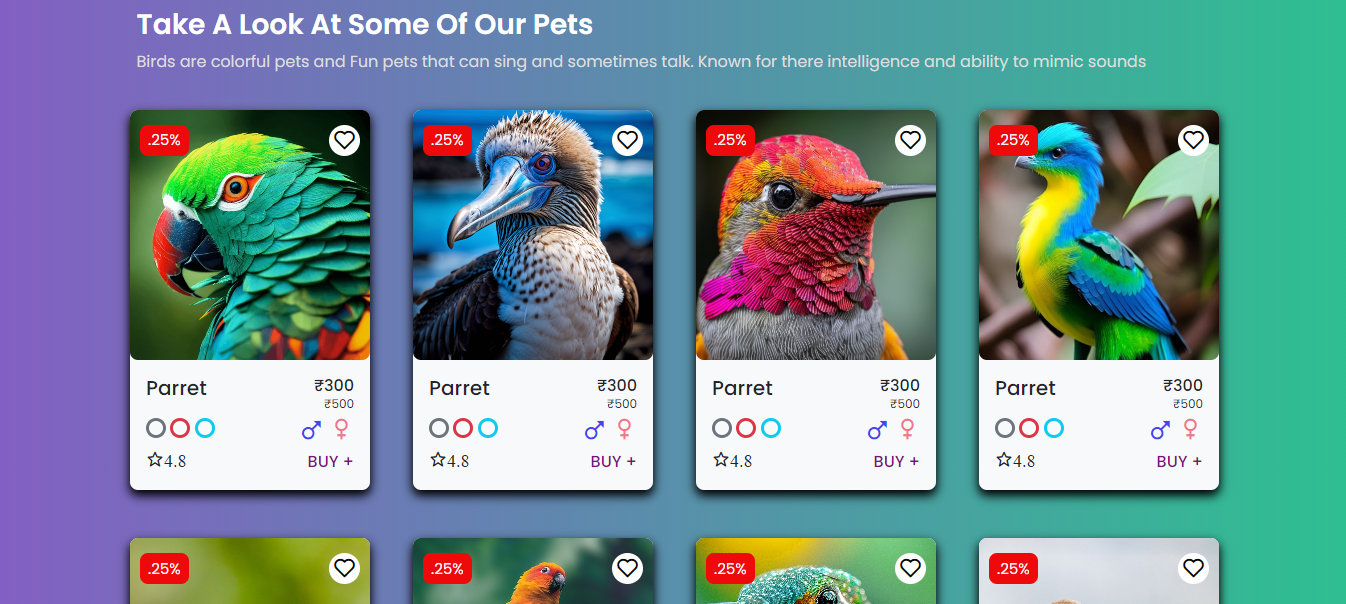 Take A Look At Some Of Our Pets
Birds are colorful pets and Fun pets that can sing and sometimes talk. Known for there intelligence and ability to mimic sounds
.25% .25% .25% .25%
Parret ₹300 Parret ₹300 Parret ₹300 Parret ₹300
₹500 ₹500 ₹500 ₹500
4.8 BUY + 4.8 BUY + 4.8 BUY + 4.8 BUY +
.25% .25% .25% .25%